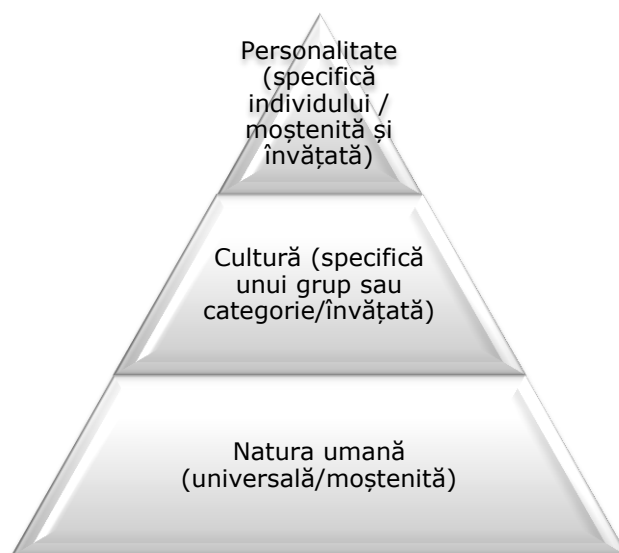 Personalitate
(specifică
individului /
moștenită și
învățată)
Cultură (specifică
unui grup sau
categorie/învățată)
Natura umană
(universală/moștenită)